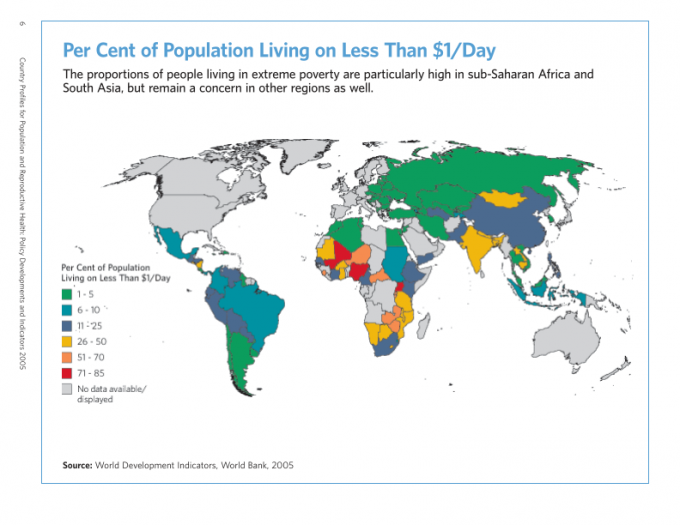 6
Country Profiles for Population and Reproductive Health: Policy Developments and Indicators 2005
Per Cent of Population Living on Less Than $1/Day
The proportions of people living in extreme poverty are particularly high in sub-Saharan Africa and
South Asia, but remain a concern in other regions as well.
Per Cent of Population
Living on Less Than $1/Day
1 - 5
6 - 10
11 - 25
26 - 50
51 - 70
71 - 85
No data available/
displayed
Source: World Development Indicators, World Bank, 2005